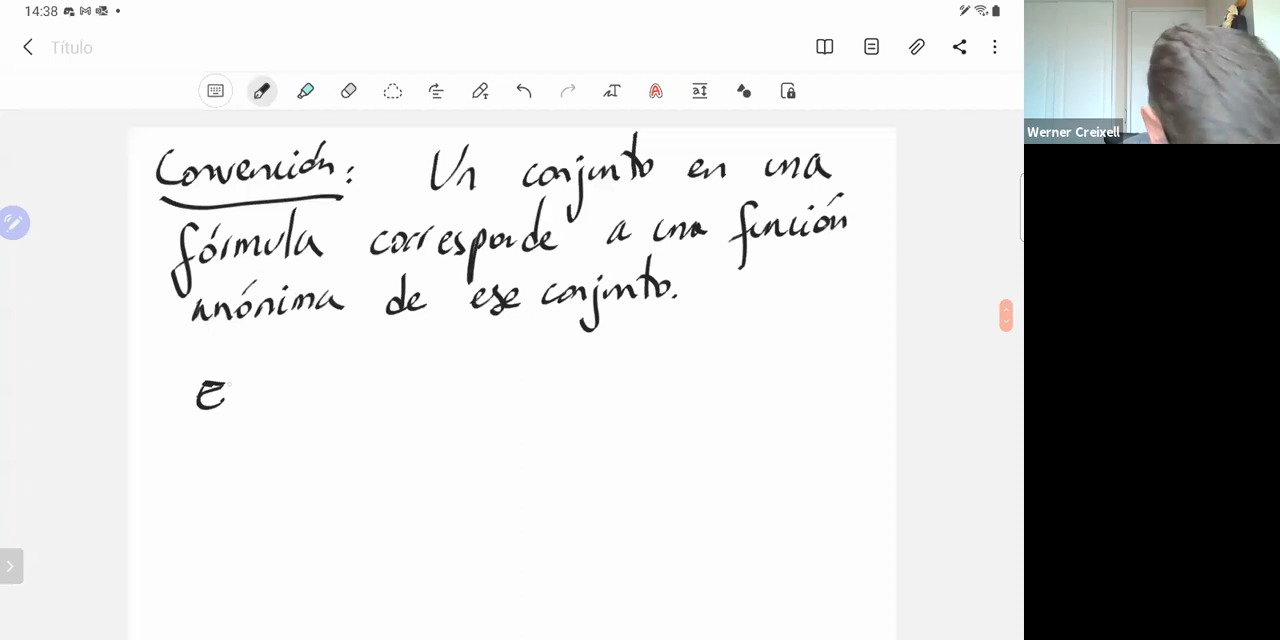 14:38
Título
Werner Creixell
Convención: Un conjunto en una
fórmula corresponde a una función
anónima de ese conjunto.
E